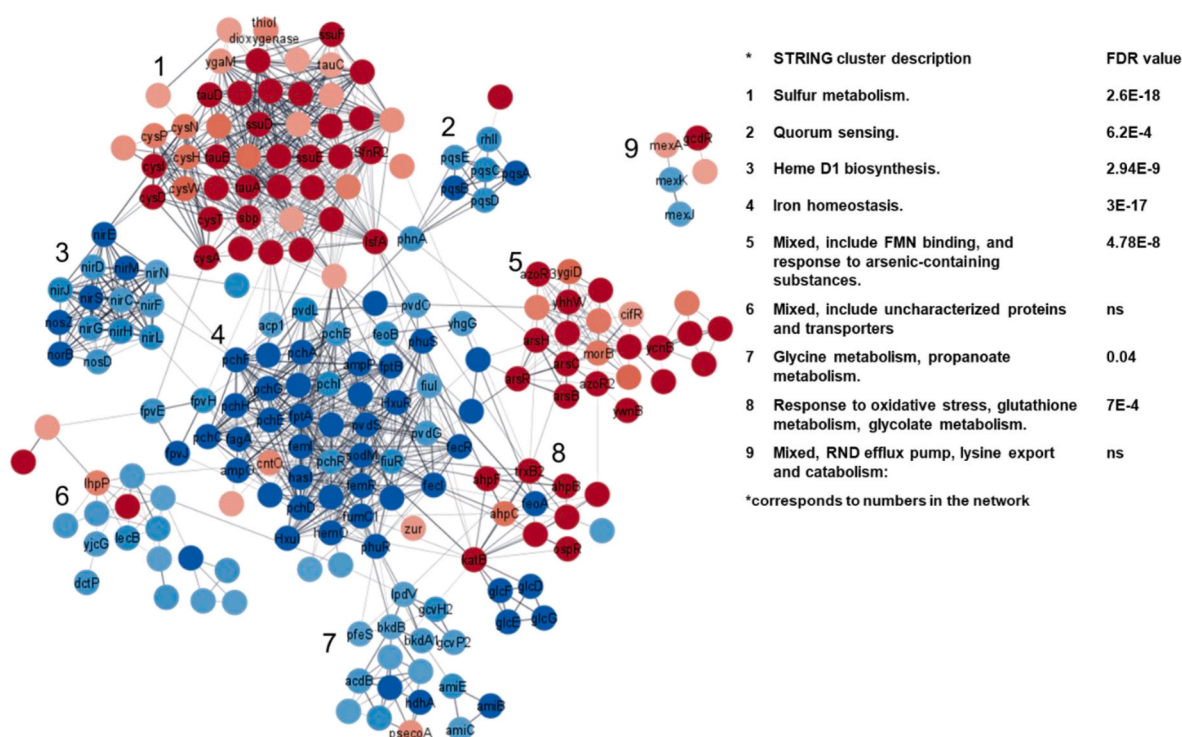 thiol
dioxygenase
ssuF
1
ygaM
tauC
tauD
cysP
cysN
ssuD
cysI
cysH
tauB
ssuE
SfnR2
cysD
cysW
tauA
cysT
sbp
cysA
lsfA
2
rhlI
pqsE
pqsC
pqsA
pqsB
pqsD
phnA
9
mexA
gcdR
mexK
mexJ
3
nirE
nirD
nirM
nirN
nirJ
nirS
nirC
nirF
nosZ
nirG
nirH
nirL
norB
nosD
4
pvdL
pvdO
acp1
pchB
feoB
yhgG
phuS
pchF
pchA
ampP
fptB
pchG
pchI
fiuI
pchH
HxuR
fpvH
fpvE
pchE
fptA
pvdS
pvdG
pchC
fagA
femI
fecR
fpvJ
sodM
ampO
cntO
pchR
fiuR
hasI
femR
fecI
pchD
fumC1
zur
HxuI
hemO
phuR
5
azoR3
ygiD
yhhW
cifR
arsH
morB
ycnE
arsC
arsR
azoR2
arsB
ywnB
8
ahpF
trxB2
ahpB
feoA
ahpC
ospR
katB
glcF
glcD
glcE
glcG
6
lhpP
yjcG
lecB
dctP
7
lpdV
gcvH2
pfeS
bkdB
bkdA1
gcvP2
acdB
hdhA
amiE
amiB
amiC
psecoA
* STRING cluster description FDR value
1 Sulfur metabolism. 2.6E-18
2 Quorum sensing. 6.2E-4
3 Heme D1 biosynthesis. 2.94E-9
4 Iron homeostasis. 3E-17
5 Mixed, include FMN binding, and 4.78E-8
response to arsenic-containing
substances.
6 Mixed, include uncharacterized proteins ns
and transporters
7 Glycine metabolism, propanoate 0.04
metabolism.
8 Response to oxidative stress, glutathione 7E-4
metabolism, glycolate metabolism.
9 Mixed, RND efflux pump, lysine export ns
and catabolism:
*corresponds to numbers in the network